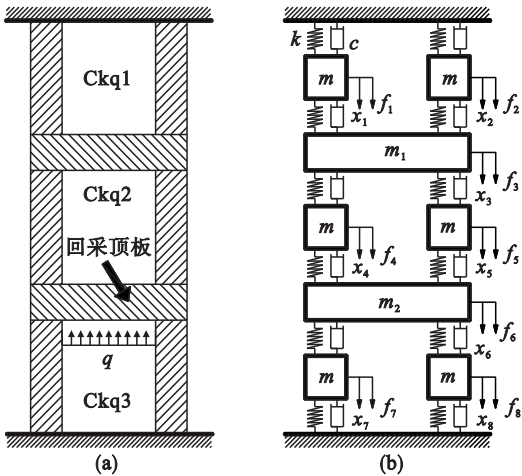 Ckq1
Ckq2
回采顶板
q
Ckq3
(a)
k c
m m
x₁ f₁ x₂ f₂
m₁
x₃ f₃
m m
x₄ f₄ x₅ f₅
m₂
x₆ f₆
m m
x₇ f₇ x₈ f₈
(b)